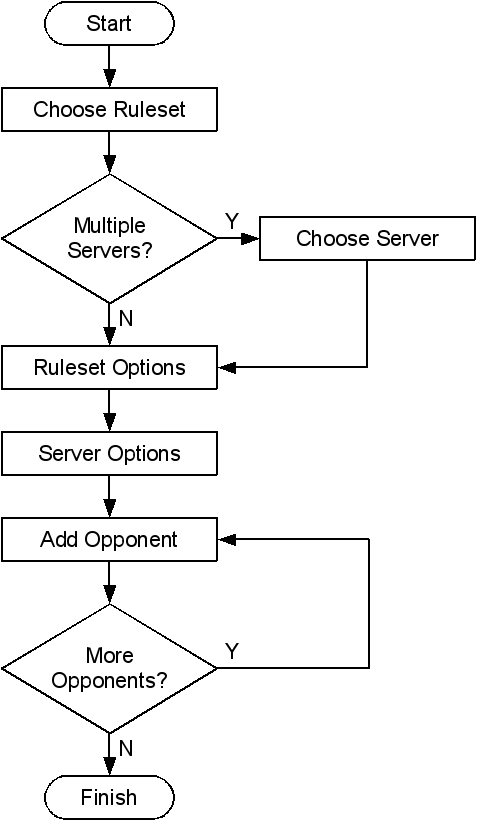 Start
Choose Ruleset
Multiple
Servers?
Y
Choose Server
N
Ruleset Options
Server Options
Add Opponent
More
Opponents?
Y
N
Finish